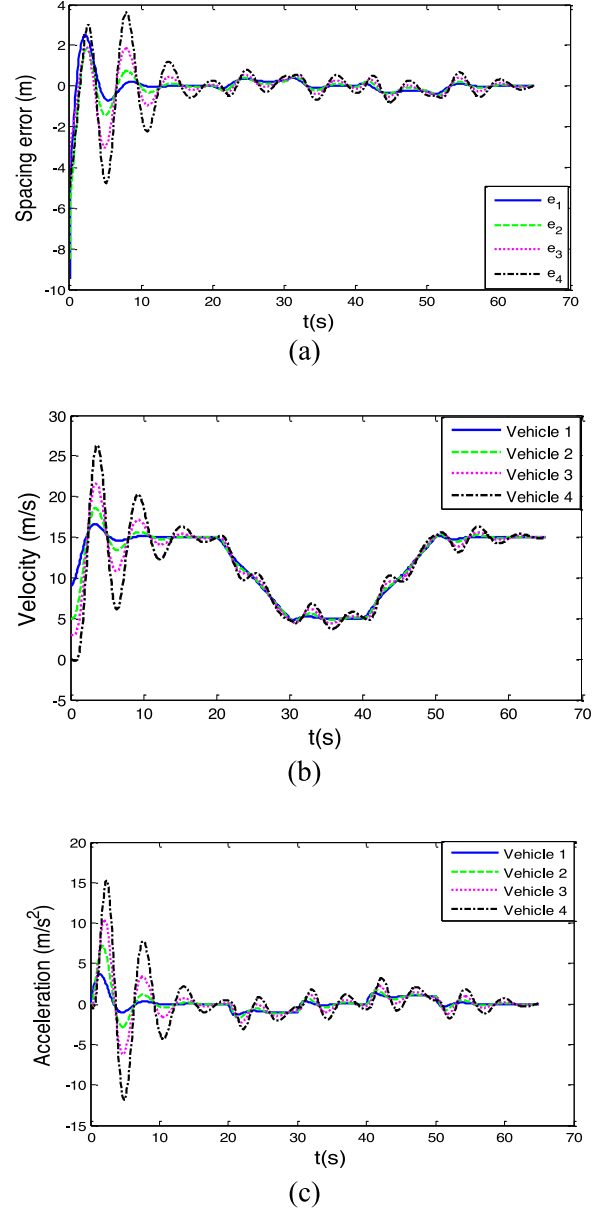 4
2
0
-2
-4
-6
-8
-10
Spacing error (m)
e1
e2
e3
e4
0 10 20 30 40 50 60 70
t(s)
(a)
30
25
20
15
10
5
0
-5
Velocity (m/s)
Vehicle 1
Vehicle 2
Vehicle 3
Vehicle 4
0 10 20 30 40 50 60 70
t(s)
(b)
20
15
10
5
0
-5
-10
-15
Acceleration (m/s²)
Vehicle 1
Vehicle 2
Vehicle 3
Vehicle 4
0 10 20 30 40 50 60 70
t(s)
(c)